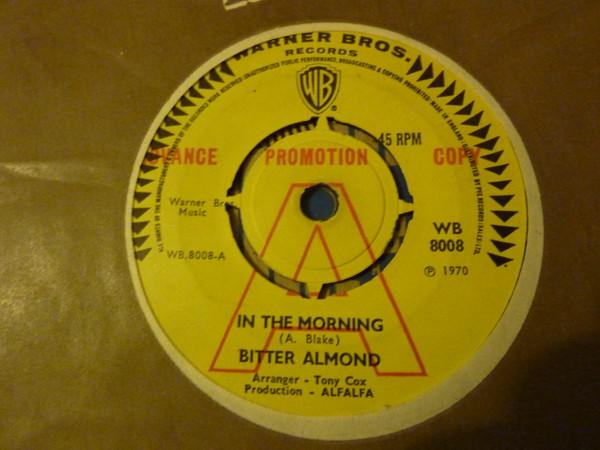 WARNER BROS.
RECORDS
WB
®
45 RPM
VANCE PROMOTION COPY
Warner Bros.
Music
WB
8008
WB.8008-A
℗ 1970
A
IN THE MORNING
(A. Blake)
BITTER ALMOND
Arranger - Tony Cox
Production - ALFALFA